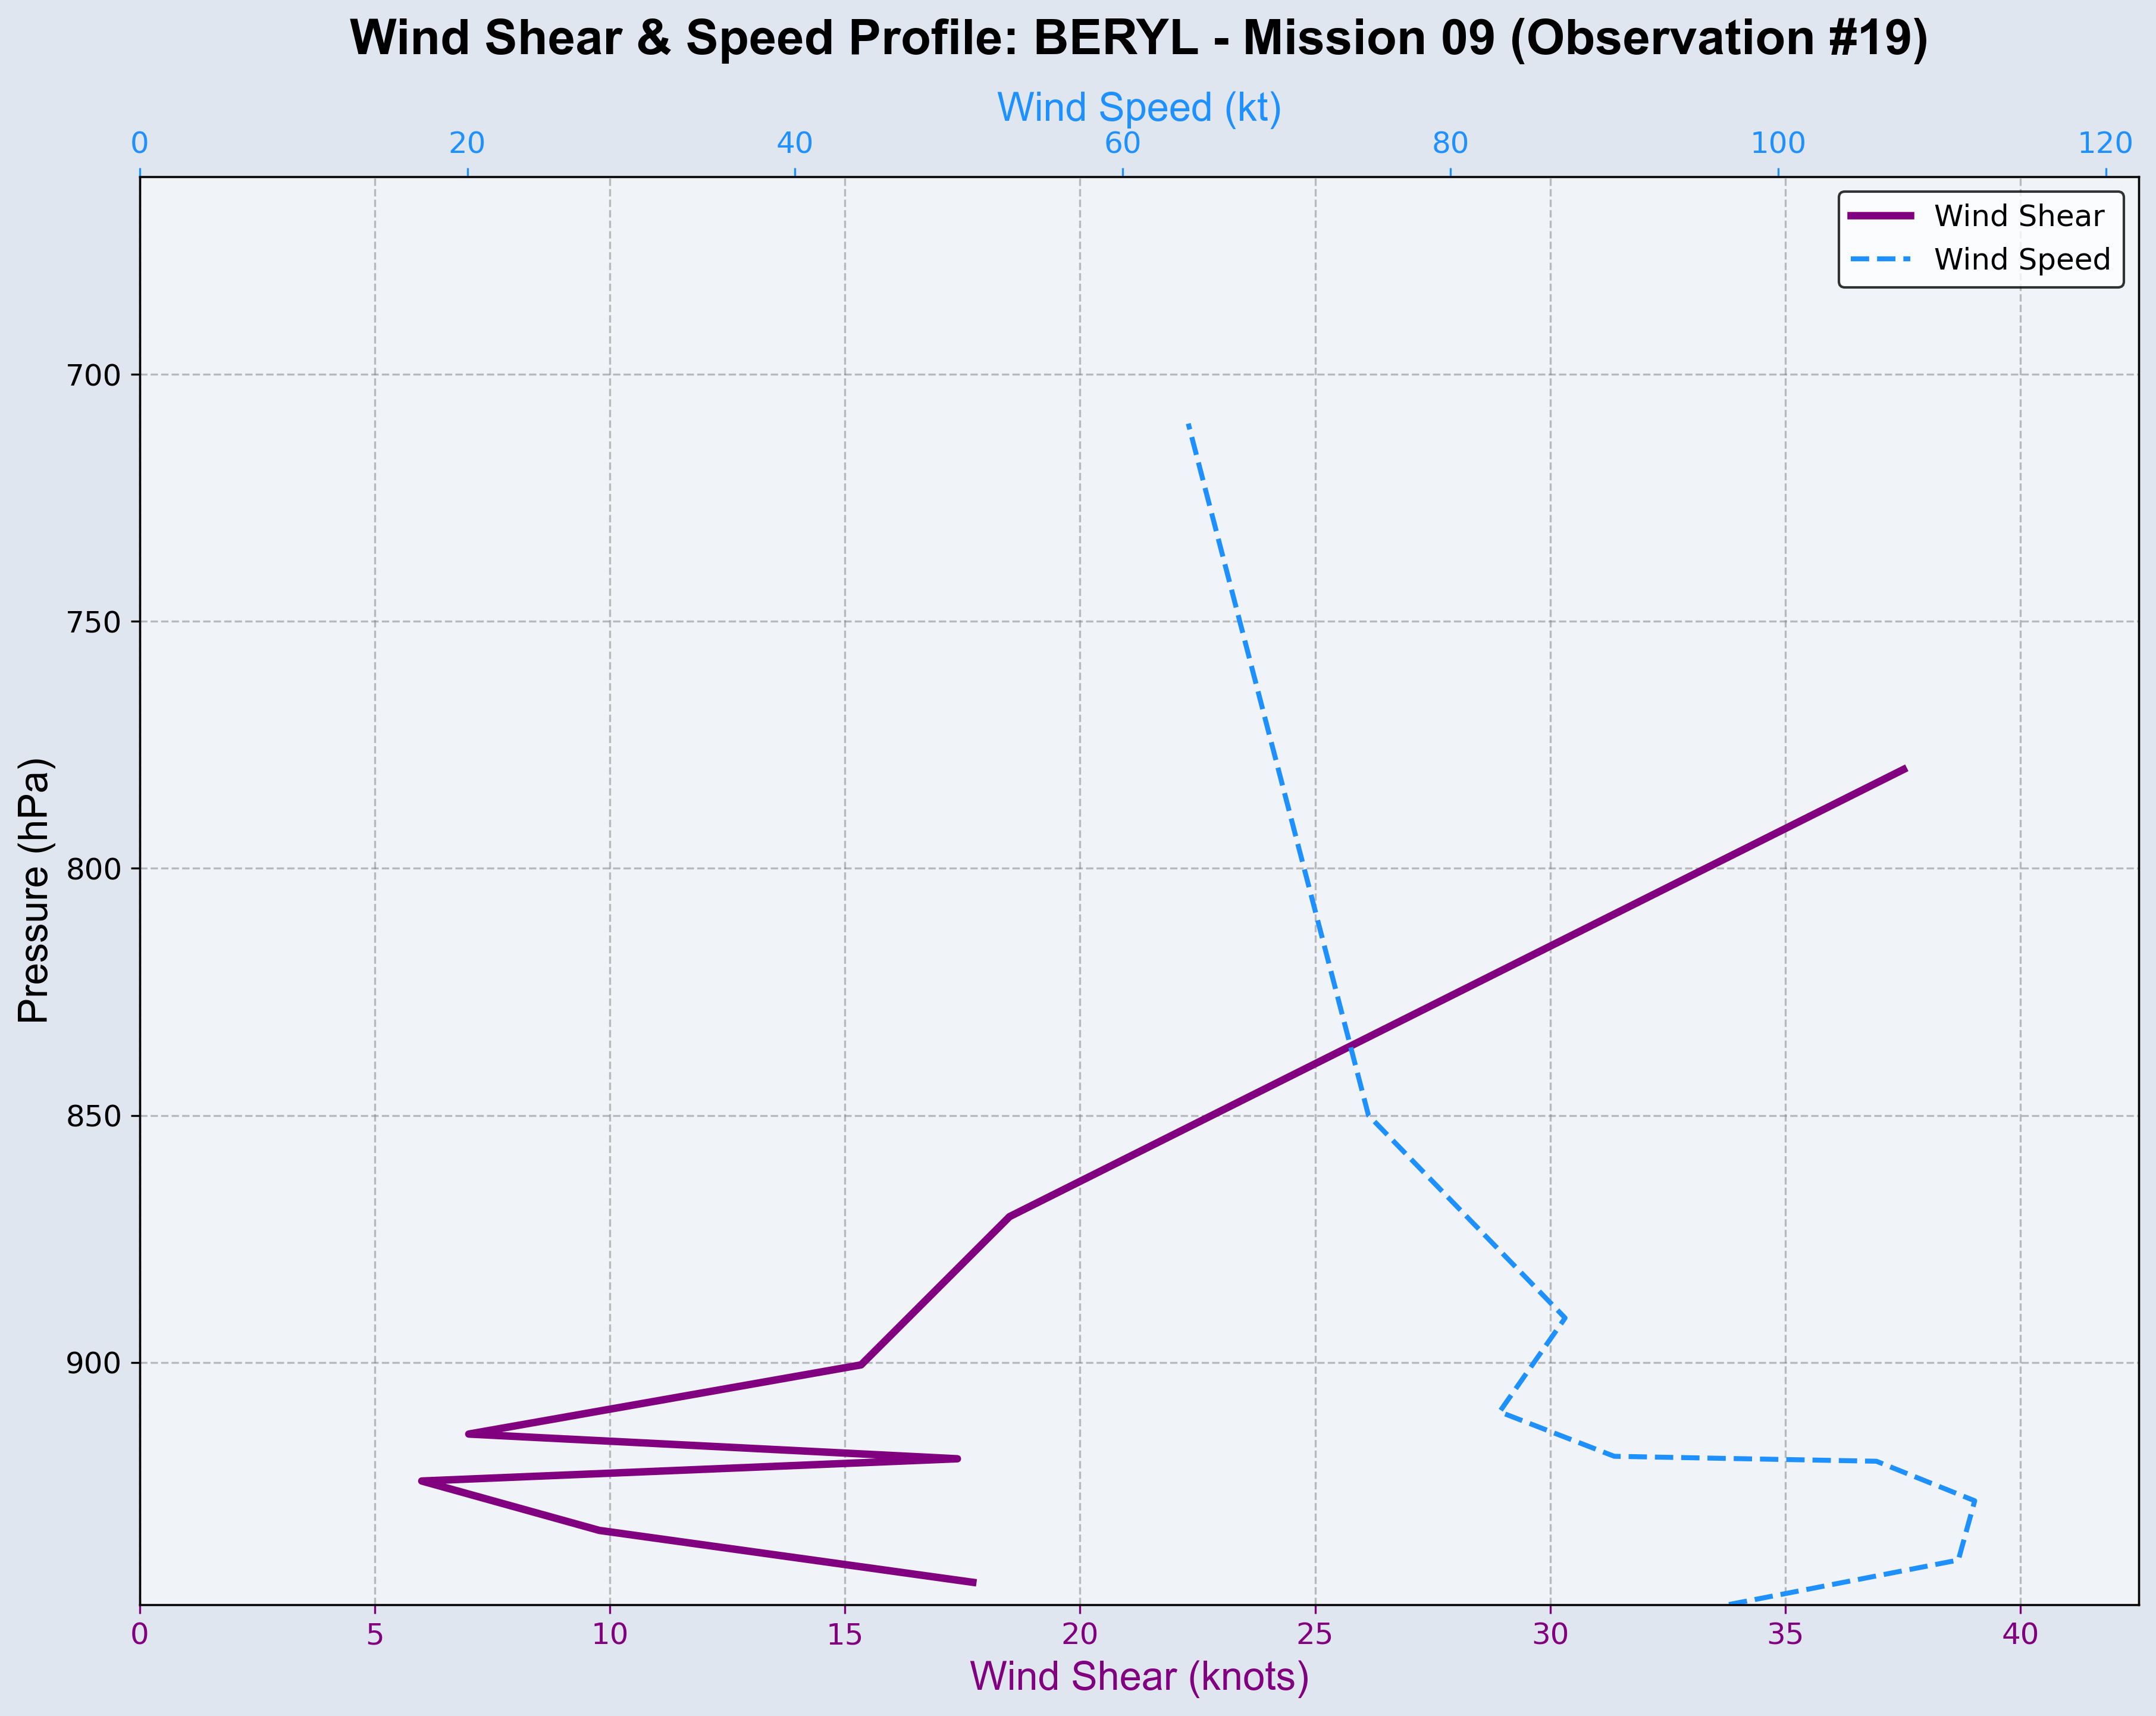 Wind Shear & Speed Profile: BERYL - Mission 09 (Observation #19)
Wind Speed (kt)
0 20 40 60 80 100 120
Wind Shear
Wind Speed
700
750
800
850
900
Pressure (hPa)
0 5 10 15 20 25 30 35 40
Wind Shear (knots)